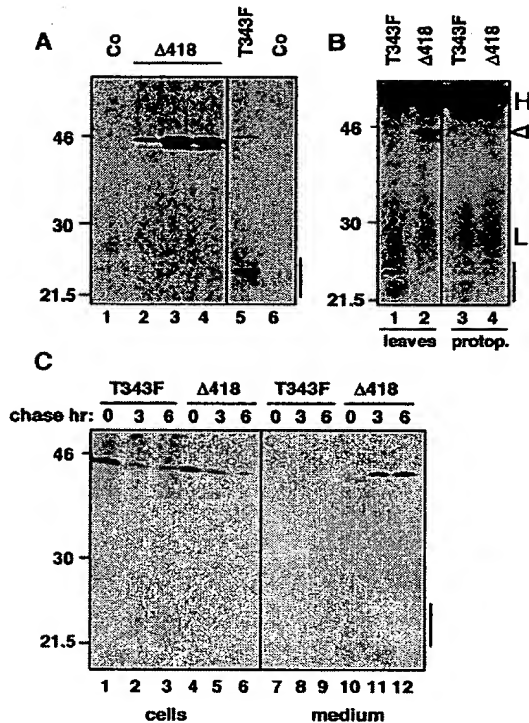 A
Co
Δ418
T343F
Co
46
30
21.5
1 2 3 4 5 6
B
T343F
Δ418
T343F
Δ418
46
30
21.5
H
L
1 2 3 4
leaves protop.
C
T343F Δ418 T343F Δ418
chase hr: 0 3 6 0 3 6 0 3 6 0 3 6
46
30
21.5
1 2 3 4 5 6 7 8 9 10 11 12
cells medium